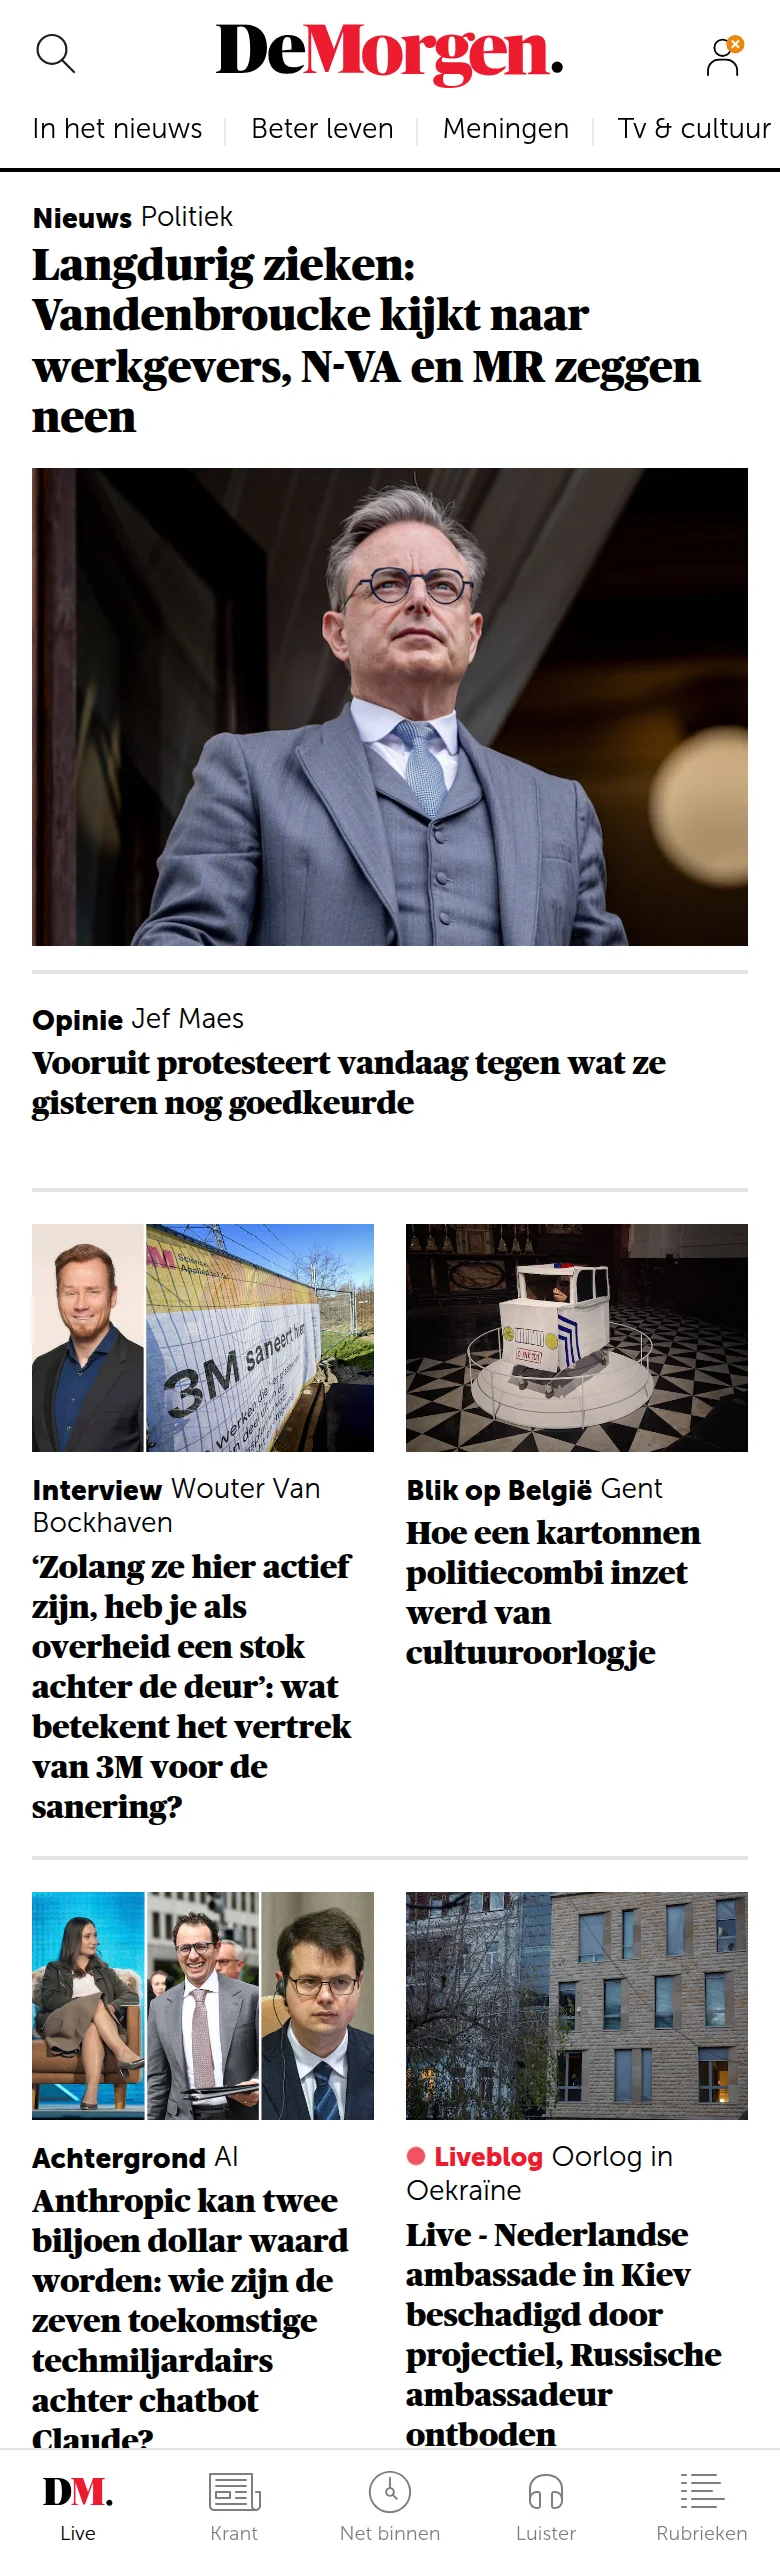 DeMorgen.
In het nieuws
Beter leven
Meningen
Tv & cultuur
Nieuws Politiek
Langdurig zieken:
Vandenbroucke kijkt naar
werkgevers, N-VA en MR zeggen
neen
Opinie Jef Maes
Vooruit protesteert vandaag tegen wat ze
gisteren nog goedkeurde
3M saneert hier
Interview Wouter Van
Bockhaven
‘Zolang ze hier actief
zijn, heb je als
overheid een stok
achter de deur’: wat
betekent het vertrek
van 3M voor de
sanering?
Blik op België Gent
Hoe een kartonnen
politiecombi inzet
werd van
cultuuroorlogje
Achtergrond AI
Anthropic kan twee
biljoen dollar waard
worden: wie zijn de
zeven toekomstige
techmiljardairs
achter chatbot
Claude?
Liveblog Oorlog in
Oekraïne
Live - Nederlandse
ambassade in Kiev
beschadigd door
projectiel, Russische
ambassadeur
ontboden
DM.
Live
Krant
Net binnen
Luister
Rubrieken